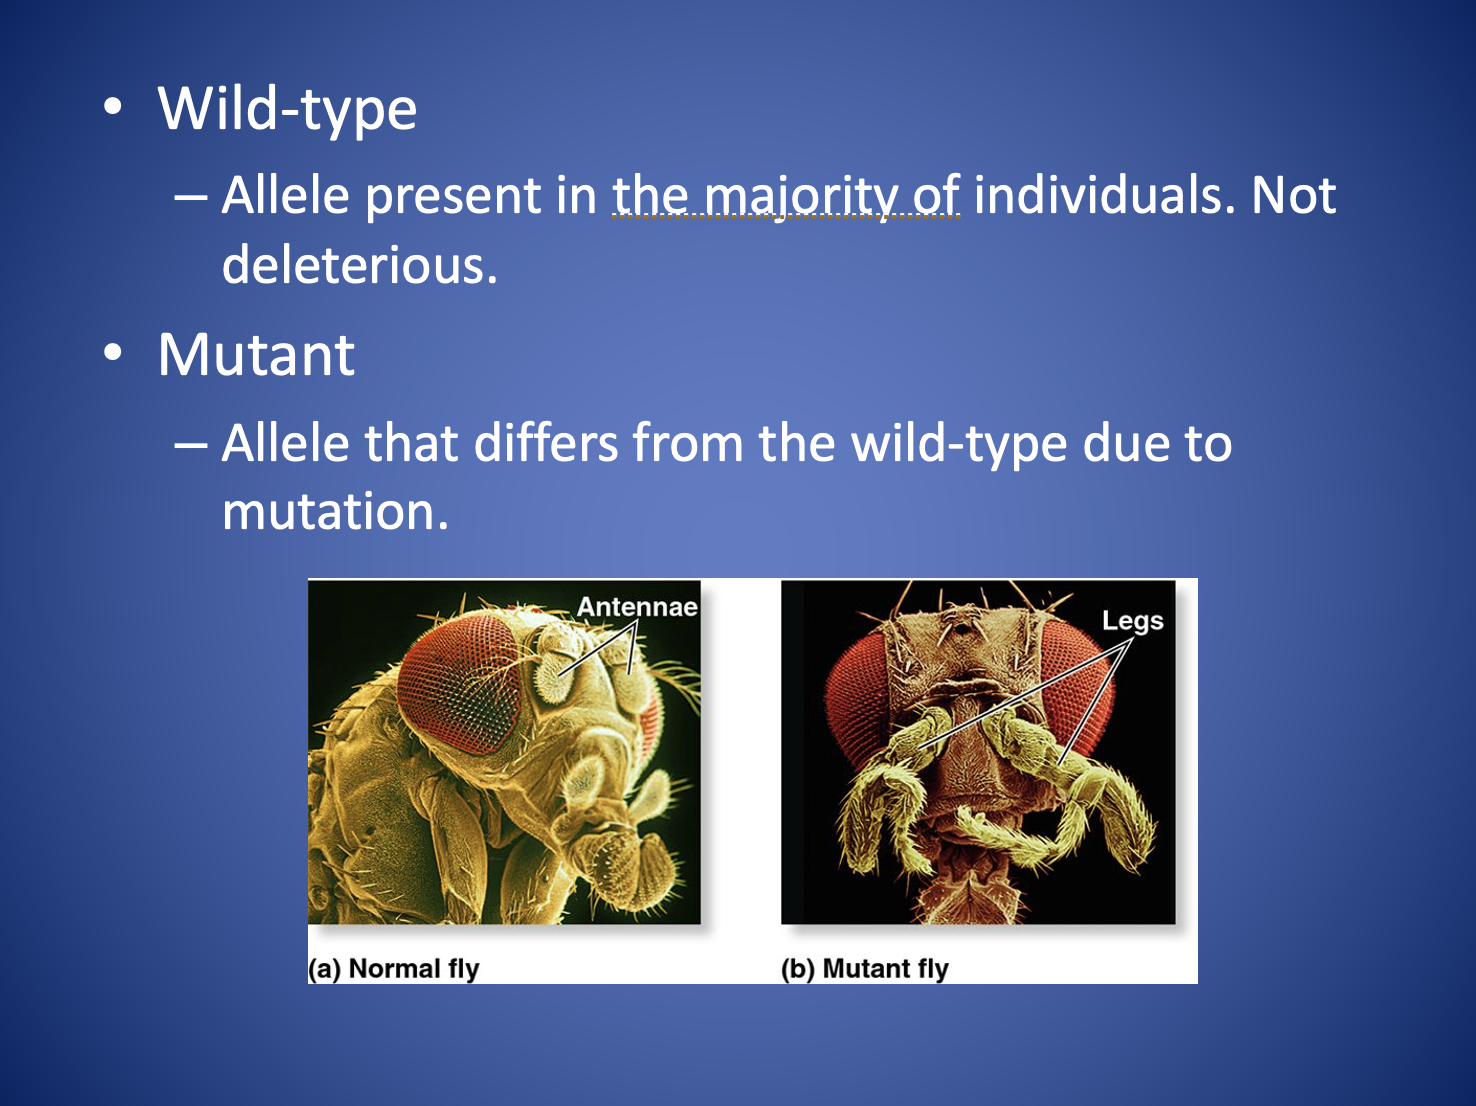 • Wild-type
– Allele present in the majority of individuals. Not
deleterious.
• Mutant
– Allele that differs from the wild-type due to
mutation.
Antennae
Legs
(a) Normal fly
(b) Mutant fly